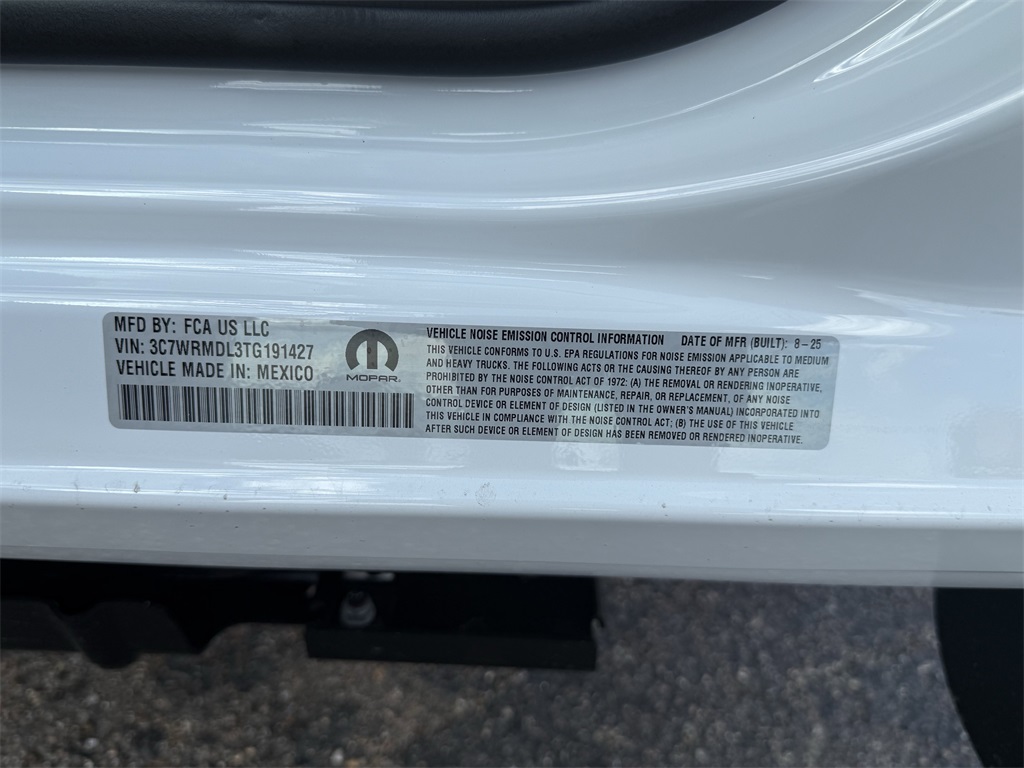 MFD BY: FCA US LLC
VIN: 3C7WRMDL3TG191427
VEHICLE MADE IN: MEXICO
MOPAR
VEHICLE NOISE EMISSION CONTROL INFORMATION DATE OF MFR (BUILT): 8-25
THIS VEHICLE CONFORMS TO U.S. EPA REGULATIONS FOR NOISE EMISSION APPLICABLE TO MEDIUM
AND HEAVY TRUCKS. THE FOLLOWING ACTS OR THE CAUSING THEREOF BY ANY PERSON ARE
PROHIBITED BY THE NOISE CONTROL ACT OF 1972: (A) THE REMOVAL OR RENDERING INOPERATIVE,
OTHER THAN FOR PURPOSES OF MAINTENANCE, REPAIR, OR REPLACEMENT, OF ANY NOISE
CONTROL DEVICE OR ELEMENT OF DESIGN (LISTED IN THE OWNER'S MANUAL) INCORPORATED INTO
THIS VEHICLE IN COMPLIANCE WITH THE NOISE CONTROL ACT; (B) THE USE OF THIS VEHICLE
AFTER SUCH DEVICE OR ELEMENT OF DESIGN HAS BEEN REMOVED OR RENDERED INOPERATIVE.